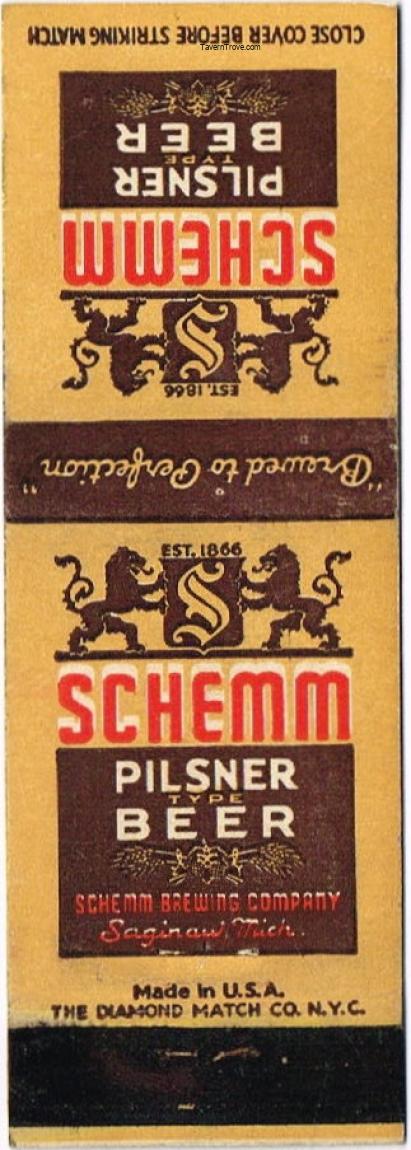 CLOSE COVER BEFORE STRIKING MATCH
TavernTrove.com
BEER
TYPE
PILSNER
SCHEMM
S
EST. 1866
"Brewed to Perfection"
EST. 1866
S
SCHEMM
PILSNER
TYPE
BEER
SCHEMM BREWING COMPANY
Saginaw, Mich.
Made in U.S.A.
THE DIAMOND MATCH CO. N.Y.C.